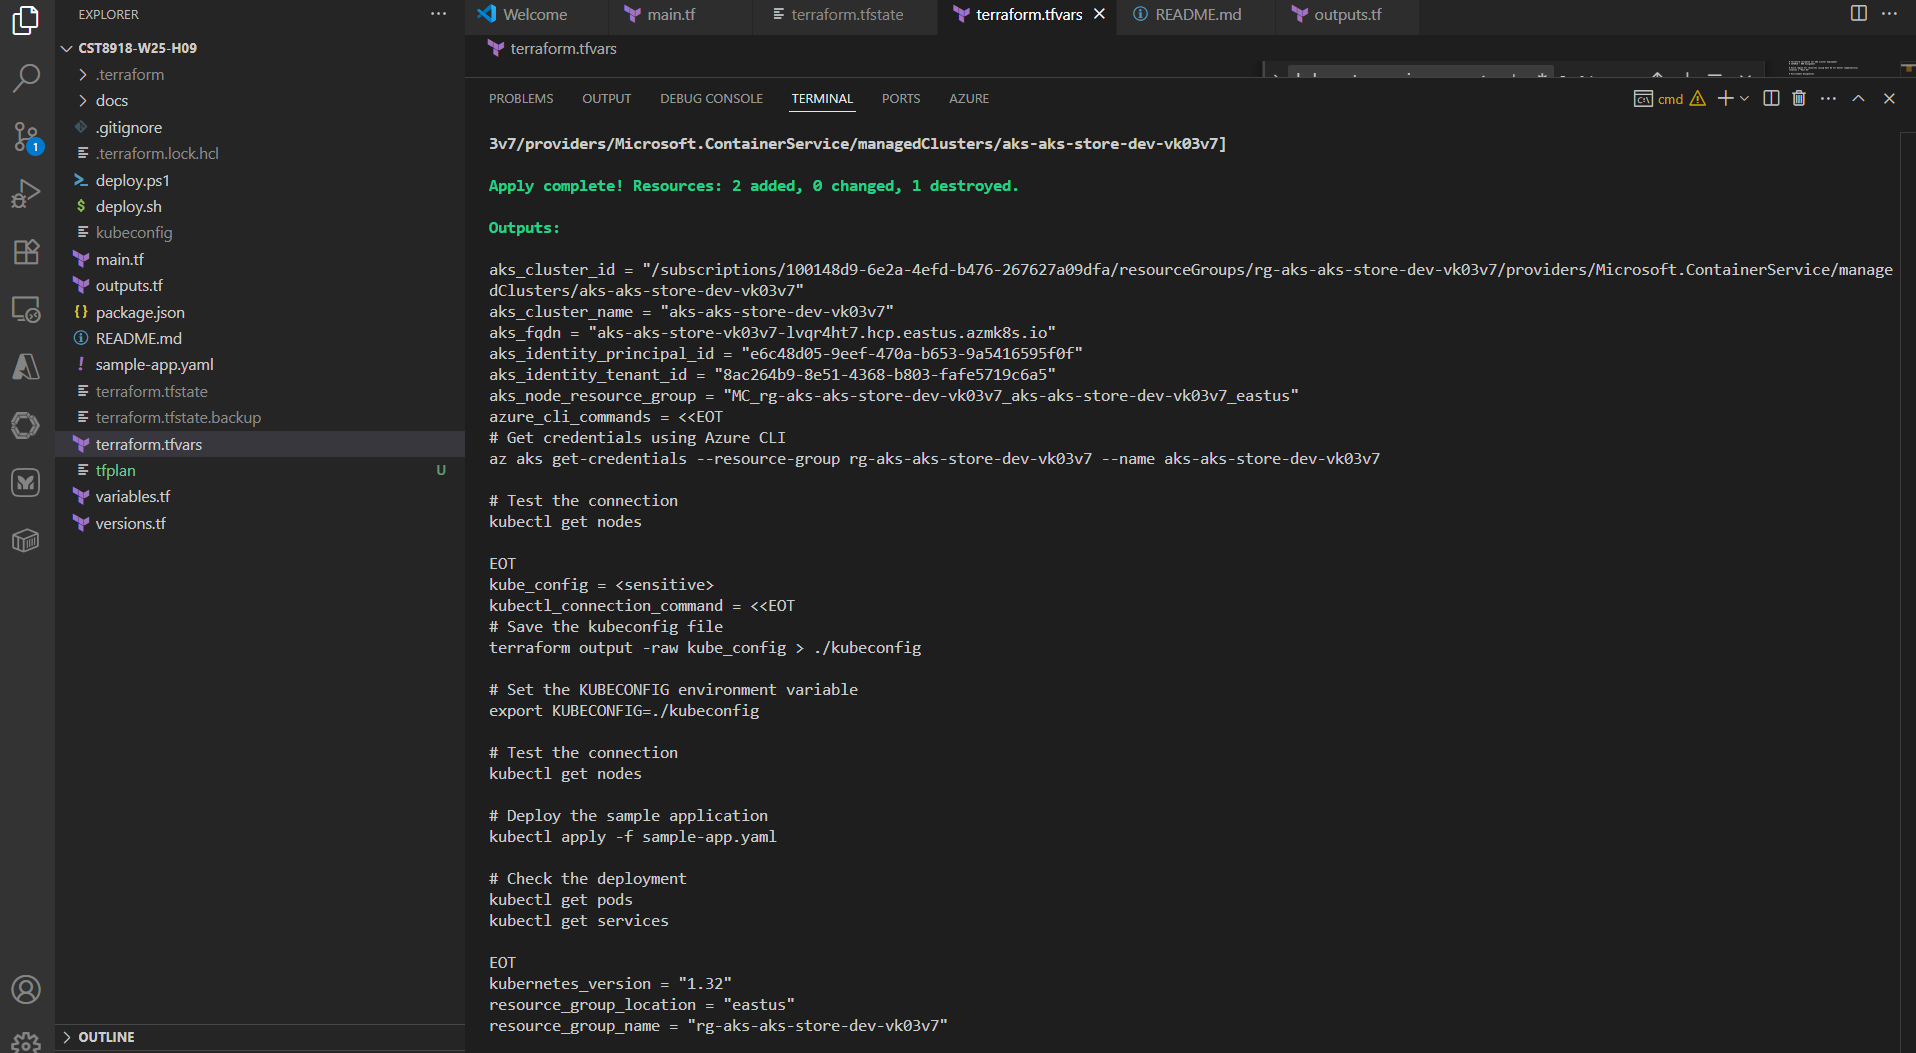 EXPLORER
CST8918-W25-H09
.terraform
docs
.gitignore
.terraform.lock.hcl
deploy.ps1
deploy.sh
kubeconfig
main.tf
outputs.tf
package.json
README.md
sample-app.yaml
terraform.tfstate
terraform.tfstate.backup
terraform.tfvars
tfplan U
variables.tf
versions.tf
OUTLINE
1
Welcome main.tf terraform.tfstate terraform.tfvars README.md outputs.tf
terraform.tfvars
PROBLEMS OUTPUT DEBUG CONSOLE TERMINAL PORTS AZURE
cmd
3v7/providers/Microsoft.ContainerService/managedClusters/aks-aks-store-dev-vk03v7]
Apply complete! Resources: 2 added, 0 changed, 1 destroyed.
Outputs:
aks_cluster_id = "/subscriptions/100148d9-6e2a-4efd-b476-267627a09dfa/resourceGroups/rg-aks-aks-store-dev-vk03v7/providers/Microsoft.ContainerService/manage
dClusters/aks-aks-store-dev-vk03v7"
aks_cluster_name = "aks-aks-store-dev-vk03v7"
aks_fqdn = "aks-aks-store-vk03v7-lvqr4ht7.hcp.eastus.azmk8s.io"
aks_identity_principal_id = "e6c48d05-9eef-470a-b653-9a5416595f0f"
aks_identity_tenant_id = "8ac264b9-8e51-4368-b803-fafe5719c6a5"
aks_node_resource_group = "MC_rg-aks-aks-store-dev-vk03v7_aks-aks-store-dev-vk03v7_eastus"
azure_cli_commands = <<EOT
# Get credentials using Azure CLI
az aks get-credentials --resource-group rg-aks-aks-store-dev-vk03v7 --name aks-aks-store-dev-vk03v7
# Test the connection
kubectl get nodes
EOT
kube_config = <sensitive>
kubectl_connection_command = <<EOT
# Save the kubeconfig file
terraform output -raw kube_config > ./kubeconfig
# Set the KUBECONFIG environment variable
export KUBECONFIG=./kubeconfig
# Test the connection
kubectl get nodes
# Deploy the sample application
kubectl apply -f sample-app.yaml
# Check the deployment
kubectl get pods
kubectl get services
EOT
kubernetes_version = "1.32"
resource_group_location = "eastus"
resource_group_name = "rg-aks-aks-store-dev-vk03v7"